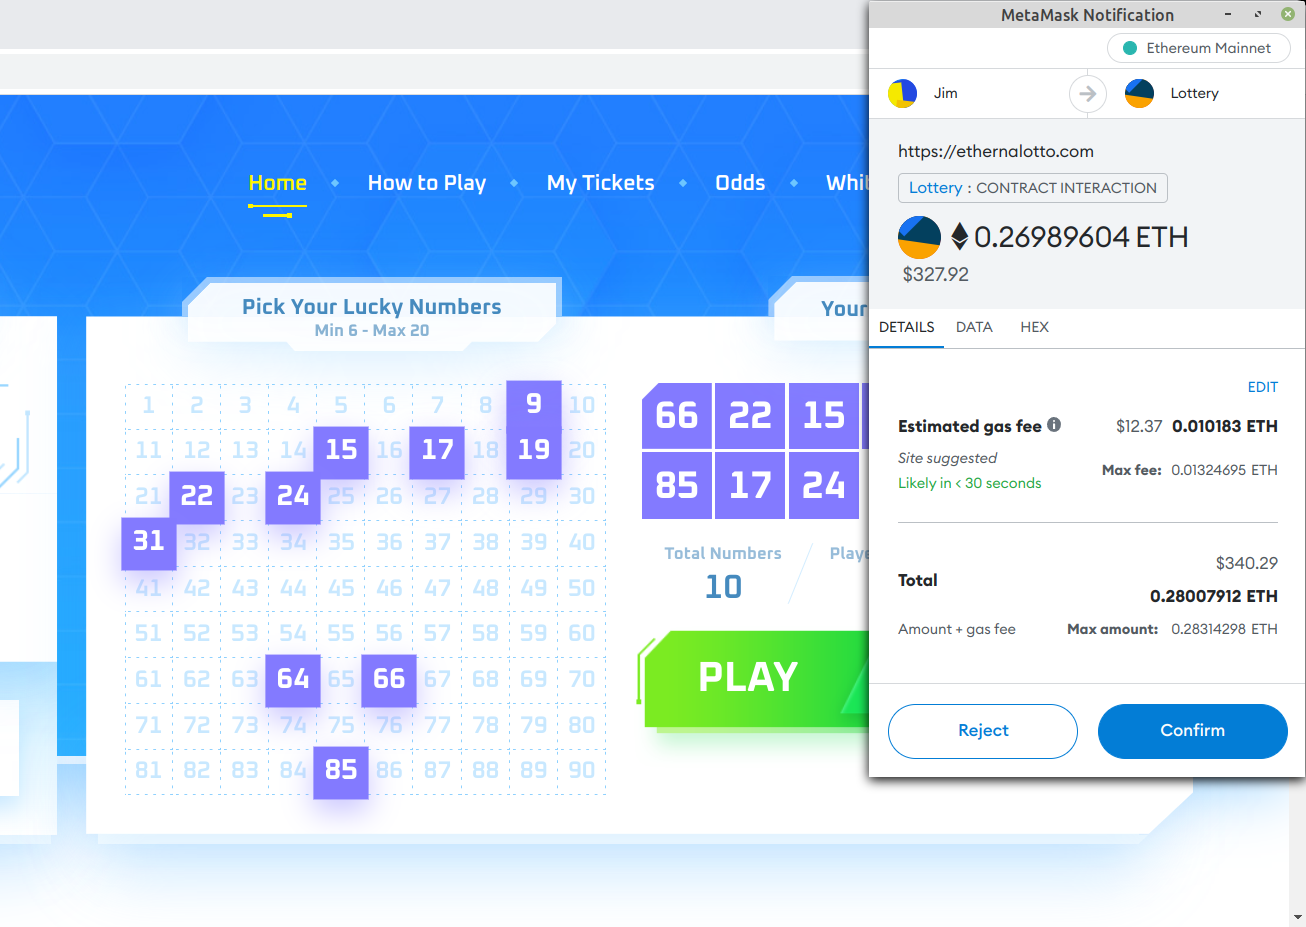 MetaMask Notification
Ethereum Mainnet
Jim
Lottery
https://ethernalotto.com
Lottery : CONTRACT INTERACTION
0.26989604 ETH
$327.92
DETAILS DATA HEX
EDIT
Estimated gas fee $12.37 0.010183 ETH
Site suggested
Max fee: 0.01324695 ETH
Likely in < 30 seconds
$340.29
Total
0.28007912 ETH
Amount + gas fee Max amount: 0.28314298 ETH
Reject Confirm
Home How to Play My Tickets Odds
Pick Your Lucky Numbers
Min 6 - Max 20
Your
1 2 3 4 5 6 7 8 9 10
11 12 13 14 15 16 17 18 19 20
21 22 23 24 25 26 27 28 29 30
31 32 33 34 35 36 37 38 39 40
41 42 43 44 45 46 47 48 49 50
51 52 53 54 55 56 57 58 59 60
61 62 63 64 65 66 67 68 69 70
71 72 73 74 75 76 77 78 79 80
81 82 83 84 85 86 87 88 89 90
66 22 15
85 17 24
Total Numbers
10
PLAY